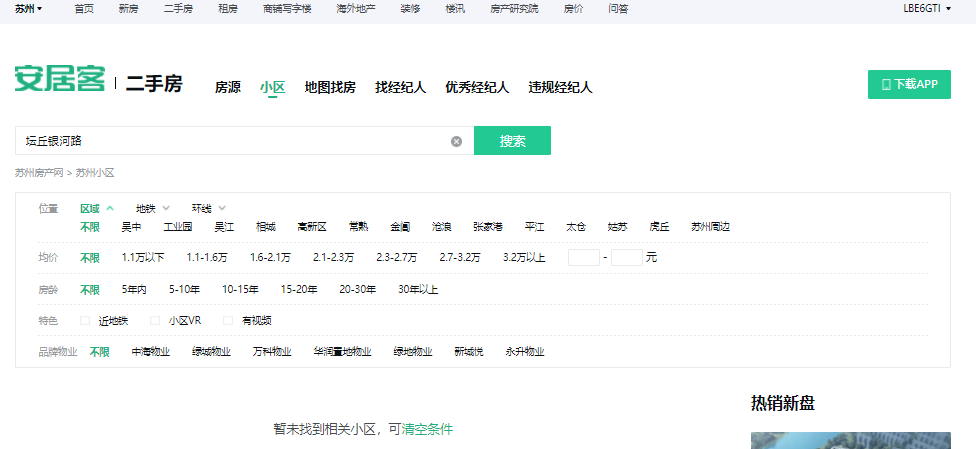 苏州 首页 新房 二手房 租房 商铺写字楼 海外地产 装修 楼讯 房产研究院 房价 问答 LBE6GTI
安居客 二手房 房源 小区 地图找房 找经纪人 优秀经纪人 违规经纪人 下载APP
坛丘银河路 搜索
苏州房产网 > 苏州小区
位置 区域 地铁 环线
不限 吴中 工业园 吴江 相城 高新区 常熟 金阊 沧浪 张家港 平江 太仓 姑苏 虎丘 苏州周边
均价 不限 1.1万以下 1.1-1.6万 1.6-2.1万 2.1-2.3万 2.3-2.7万 2.7-3.2万 3.2万以上 - 元
房龄 不限 5年内 5-10年 10-15年 15-20年 20-30年 30年以上
特色 近地铁 小区VR 有视频
品牌物业 不限 中海物业 绿城物业 万科物业 华润置地物业 绿地物业 新城悦 永升物业
热销新盘
暂未找到相关小区，可清空条件